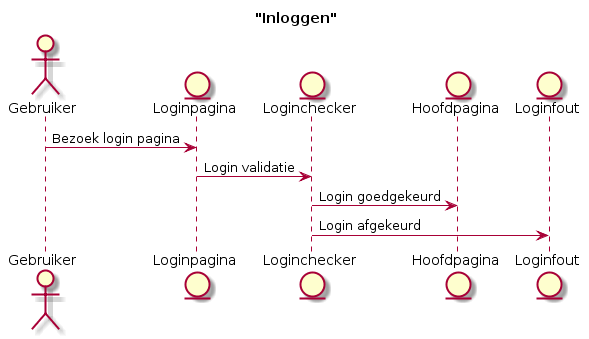 "Inloggen"
Gebruiker Loginpagina Loginchecker Hoofdpagina Loginfout
Bezoek login pagina
Login validatie
Login goedgekeurd
Login afgekeurd
Gebruiker Loginpagina Loginchecker Hoofdpagina Loginfout